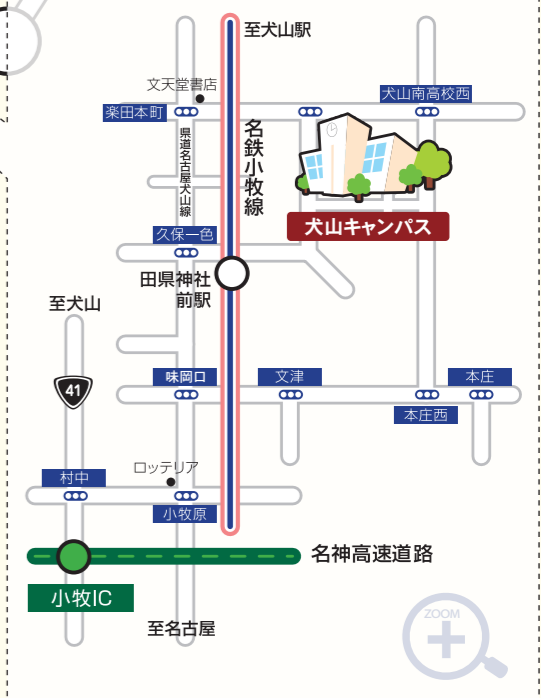 至犬山駅
文天堂書店
犬山南高校西
楽田本町
県道名古屋犬山線
名鉄小牧線
犬山キャンパス
久保一色
田県神社
前駅
至犬山
41
味岡口
文津
本庄
本庄西
ロッテリア
村中
小牧原
名神高速道路
小牧IC
至名古屋
ZOOM